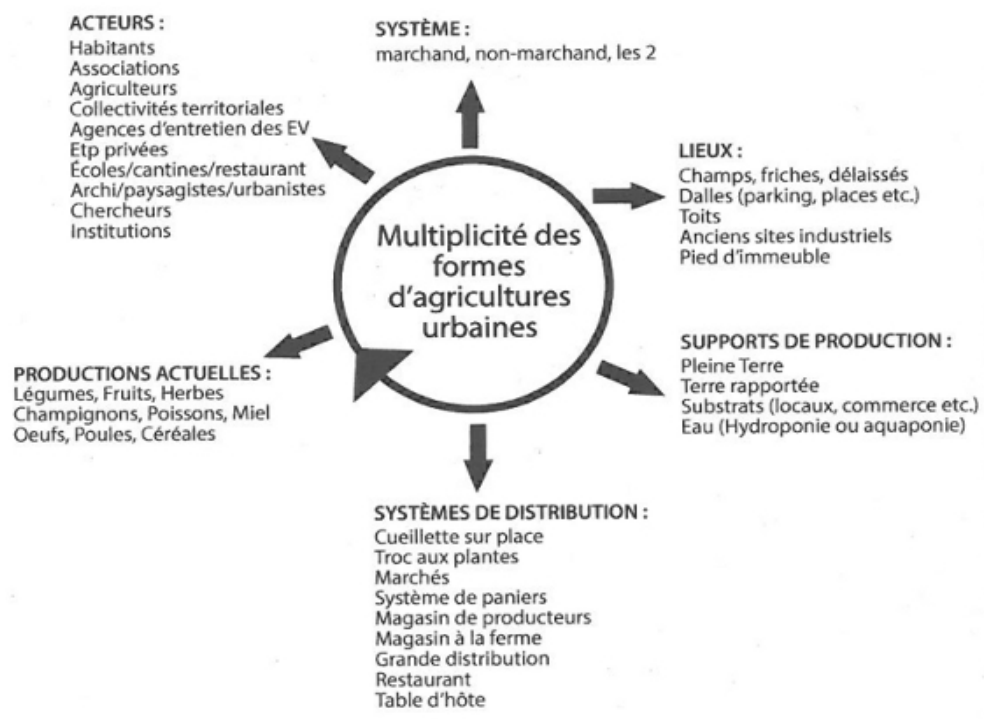 ACTEURS :
Habitants
Associations
Agriculteurs
Collectivités territoriales
Agences d'entretien des EV
Etp privées
Écoles/cantines/restaurant
Archi/paysagistes/urbanistes
Chercheurs
Institutions
SYSTÈME :
marchand, non-marchand, les 2
LIEUX :
Champs, friches, délaissés
Dalles (parking, places etc.)
Toits
Anciens sites industriels
Pied d'immeuble
Multiplicité des
formes
d'agricultures
urbaines
SUPPORTS DE PRODUCTION :
Pleine Terre
Terre rapportée
Substrats (locaux, commerce etc.)
Eau (Hydroponie ou aquaponie)
PRODUCTIONS ACTUELLES :
Légumes, Fruits, Herbes
Champignons, Poissons, Miel
Oeufs, Poules, Céréales
SYSTÈMES DE DISTRIBUTION :
Cueillette sur place
Troc aux plantes
Marchés
Système de paniers
Magasin de producteurs
Magasin à la ferme
Grande distribution
Restaurant
Table d'hôte